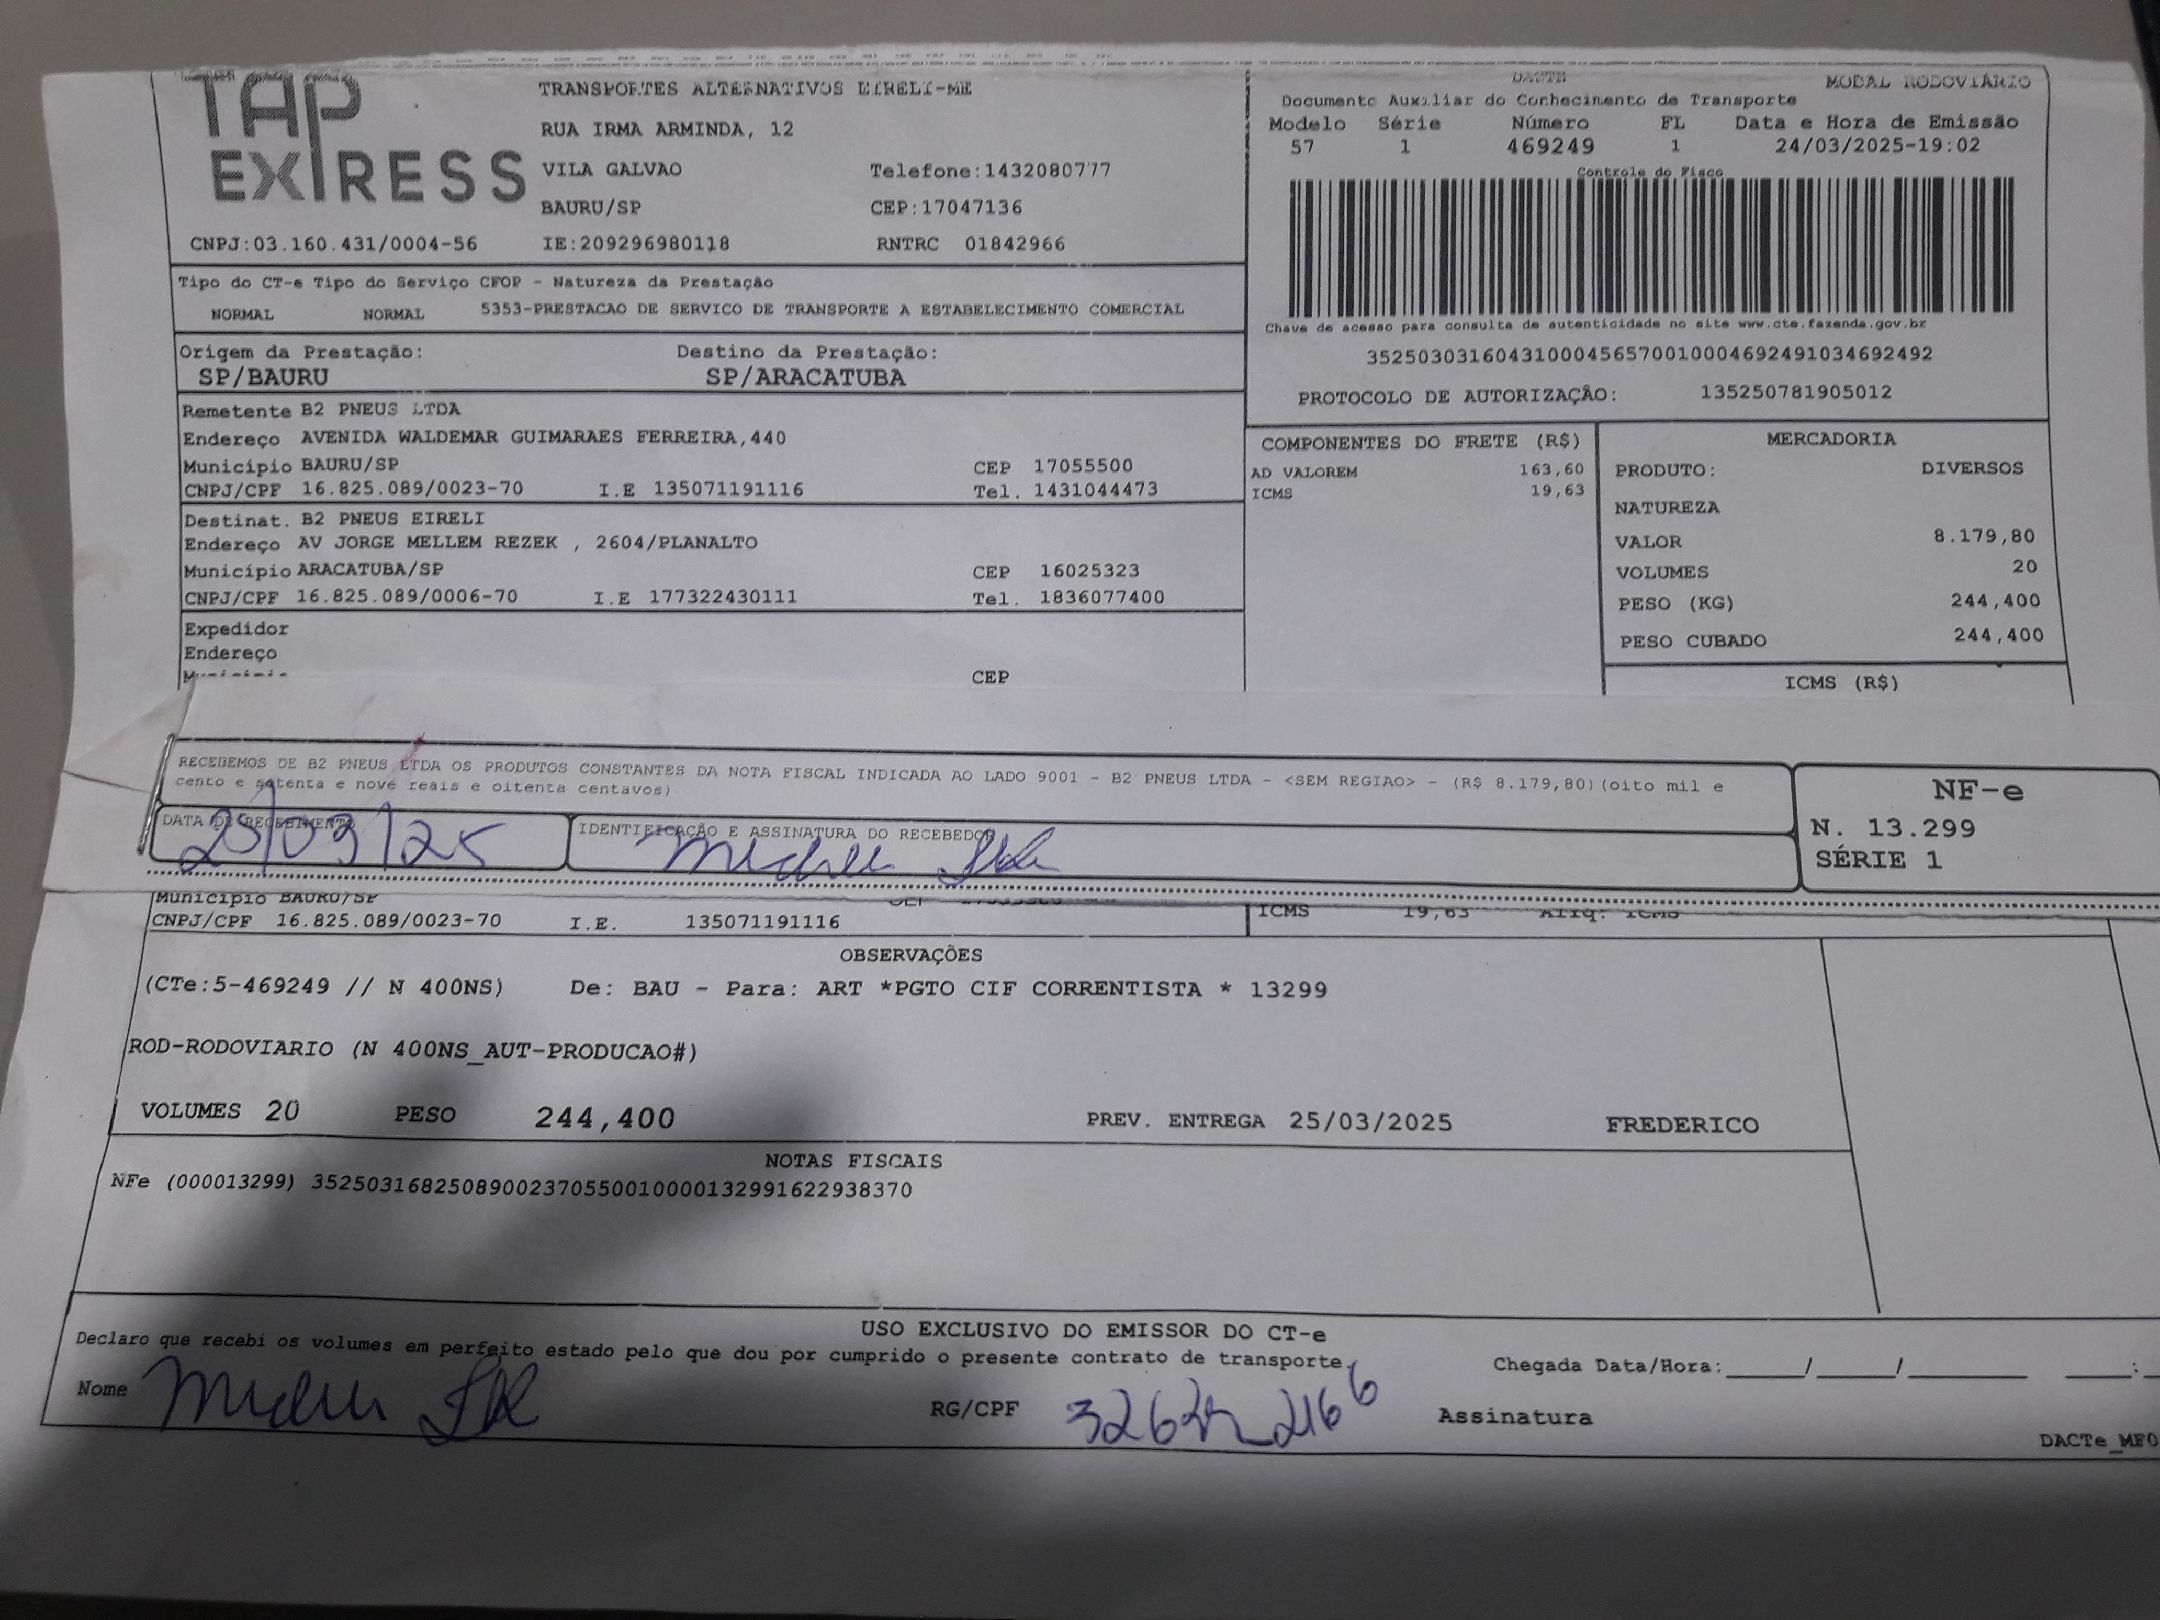 TAP EXPRESS
TRANSPORTES ALTERNATIVOS EIRELI-ME
RUA IRMA ARMINDA, 12
VILA GALVAO Telefone:1432080777
BAURU/SP CEP:17047136
CNPJ:03.160.431/0004-56 IE:209296980118 RNTRC 01842966
DACTE MODAL RODOVIÁRIO
Documento Auxiliar do Conhecimento de Transporte
Modelo Série Número FL Data e Hora de Emissão
57 1 469249 1 24/03/2025-19:02
Controle do Fisco
Chave de acesso para consulta de autenticidade no site www.cte.fazenda.gov.br
35250303160431000456570010004692491034692492
PROTOCOLO DE AUTORIZAÇÃO: 135250781905012
Tipo do CT-e Tipo do Serviço CFOP - Natureza da Prestação
NORMAL NORMAL 5353-PRESTACAO DE SERVICO DE TRANSPORTE A ESTABELECIMENTO COMERCIAL
Origem da Prestação: Destino da Prestação:
SP/BAURU SP/ARACATUBA
Remetente B2 PNEUS LTDA
Endereço AVENIDA WALDEMAR GUIMARAES FERREIRA,440
Município BAURU/SP CEP 17055500
CNPJ/CPF 16.825.089/0023-70 I.E 135071191116 Tel. 1431044473
Destinat. B2 PNEUS EIRELI
Endereço AV JORGE MELLEM REZEK , 2604/PLANALTO
Município ARACATUBA/SP CEP 16025323
CNPJ/CPF 16.825.089/0006-70 I.E 177322430111 Tel. 1836077400
Expedidor
Endereço
CEP
COMPONENTES DO FRETE (R$)
AD VALOREM 163,60
ICMS 19,63
MERCADORIA
PRODUTO: DIVERSOS
NATUREZA
VALOR 8.179,80
VOLUMES 20
PESO (KG) 244,400
PESO CUBADO 244,400
ICMS (R$)
RECEBEMOS DE B2 PNEUS LTDA OS PRODUTOS CONSTANTES DA NOTA FISCAL INDICADA AO LADO 9001 - B2 PNEUS LTDA - <SEM REGIAO> - (R$ 8.179,80)(oito mil e
cento e setenta e nove reais e oitenta centavos)
DATA DE RECEBIMENTO IDENTIFICAÇÃO E ASSINATURA DO RECEBEDOR
25/03/25
NF-e
N. 13.299
SÉRIE 1
Município BAURU/SP
CNPJ/CPF 16.825.089/0023-70 I.E. 135071191116
ICMS 19,63 Aliq. ICMS
OBSERVAÇÕES
(CTe:5-469249 // N 400NS) De: BAU - Para: ART *PGTO CIF CORRENTISTA * 13299
ROD-RODOVIARIO (N 400NS_AUT-PRODUCAO#)
VOLUMES 20 PESO 244,400 PREV. ENTREGA 25/03/2025 FREDERICO
NOTAS FISCAIS
NFe (000013299) 35250316825089002370550010000132991622938370
USO EXCLUSIVO DO EMISSOR DO CT-e
Declaro que recebi os volumes em perfeito estado pelo que dou por cumprido o presente contrato de transporte.
Chegada Data/Hora:_____/_____/________ ____:_
Nome RG/CPF Assinatura
DACTe_MF0